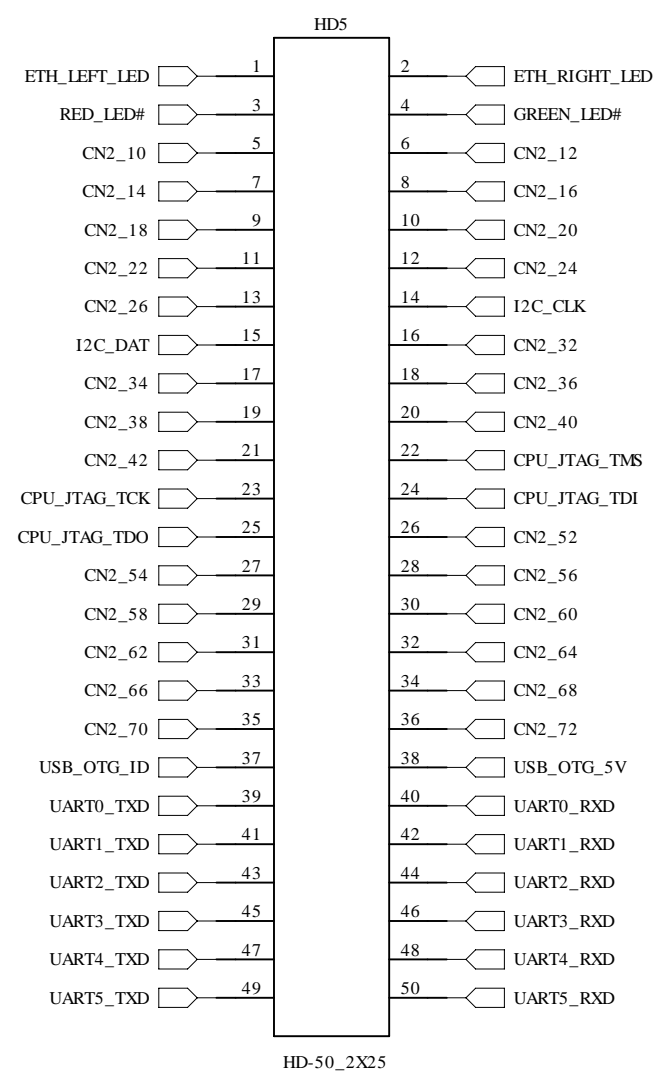 HD5
ETH_LEFT_LED 1 2 ETH_RIGHT_LED
RED_LED# 3 4 GREEN_LED#
CN2_10 5 6 CN2_12
CN2_14 7 8 CN2_16
CN2_18 9 10 CN2_20
CN2_22 11 12 CN2_24
CN2_26 13 14 I2C_CLK
I2C_DAT 15 16 CN2_32
CN2_34 17 18 CN2_36
CN2_38 19 20 CN2_40
CN2_42 21 22 CPU_JTAG_TMS
CPU_JTAG_TCK 23 24 CPU_JTAG_TDI
CPU_JTAG_TDO 25 26 CN2_52
CN2_54 27 28 CN2_56
CN2_58 29 30 CN2_60
CN2_62 31 32 CN2_64
CN2_66 33 34 CN2_68
CN2_70 35 36 CN2_72
USB_OTG_ID 37 38 USB_OTG_5V
UART0_TXD 39 40 UART0_RXD
UART1_TXD 41 42 UART1_RXD
UART2_TXD 43 44 UART2_RXD
UART3_TXD 45 46 UART3_RXD
UART4_TXD 47 48 UART4_RXD
UART5_TXD 49 50 UART5_RXD
HD-50_2X25